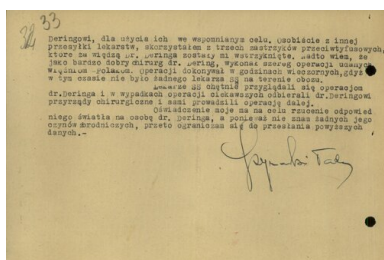 33
Deringowi, dla użycia ich we wspomnianym celu. Osobiście z innej
przesyłki lekarstw, skorzystałem z trzech zastrzyków przeciwtyfusowych,
które za wiedzą Dr. Deringa zostały mi wstrzyknięte. Nadto wiem, że
jako bardzo dobry chirurg dr. Dering, wykonał szereg operacji udanych
więźniom -polakom. Operacji dokonywał w godzinach wieczornych, gdyż
w tym czasie nie było żadnego lekarza SS na terenie obozu.
Lekarze SS chętnie przyglądali się operacjom
dr.Deringa i w wypadkach operacji ciekawszych odbierali dr.Deringowi
przyrządy chirurgiczne i sami prowadzili operację dalej.
Oświadczenie moje ma na celu rzucenie odpowied
niego światła na osobę dr. Deringa, a ponieważ nie znam żadnych jego
czynów zbrodniczych, przeto ograniczam się do przesłania powyższych
danych.-